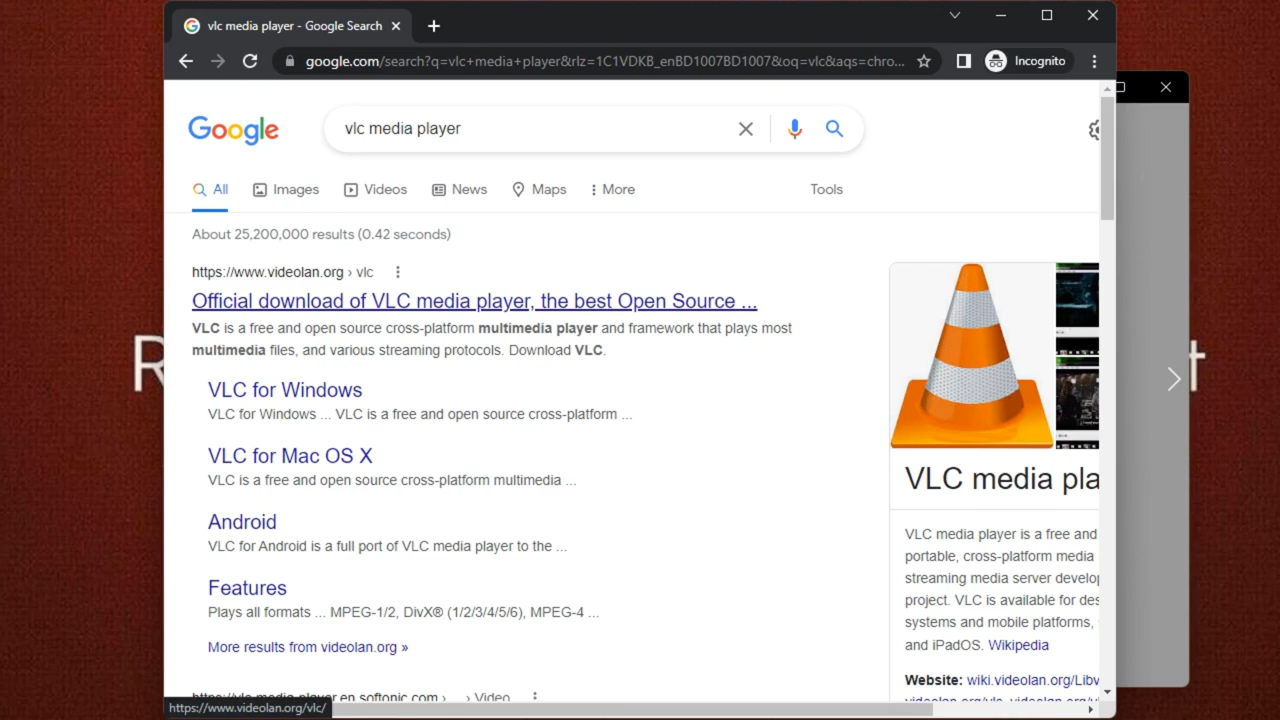 vlc media player - Google Search
google.com/search?q=vlc+media+player&rlz=1C1VDKB_enBD1007BD1007&oq=vlc&aqs=chro...
Incognito
Google
vlc media player
All
Images
Videos
News
Maps
More
Tools
About 25,200,000 results (0.42 seconds)
https://www.videolan.org › vlc
Official download of VLC media player, the best Open Source ...
VLC is a free and open source cross-platform multimedia player and framework that plays most
multimedia files, and various streaming protocols. Download VLC.
VLC for Windows
VLC for Windows ... VLC is a free and open source cross-platform ...
VLC for Mac OS X
VLC is a free and open source cross-platform multimedia ...
Android
VLC for Android is a full port of VLC media player to the ...
Features
Plays all formats ... MPEG-1/2, DivX® (1/2/3/4/5/6), MPEG-4 ...
More results from videolan.org »
https://vlc-media-player.en.softonic.com › › Video
https://www.videolan.org/vlc/
VLC media pla
VLC media player is a free and
portable, cross-platform media
streaming media server develop
project. VLC is available for des
systems and mobile platforms,
and iPadOS. Wikipedia
Website: wiki.videolan.org/Libv
R
t